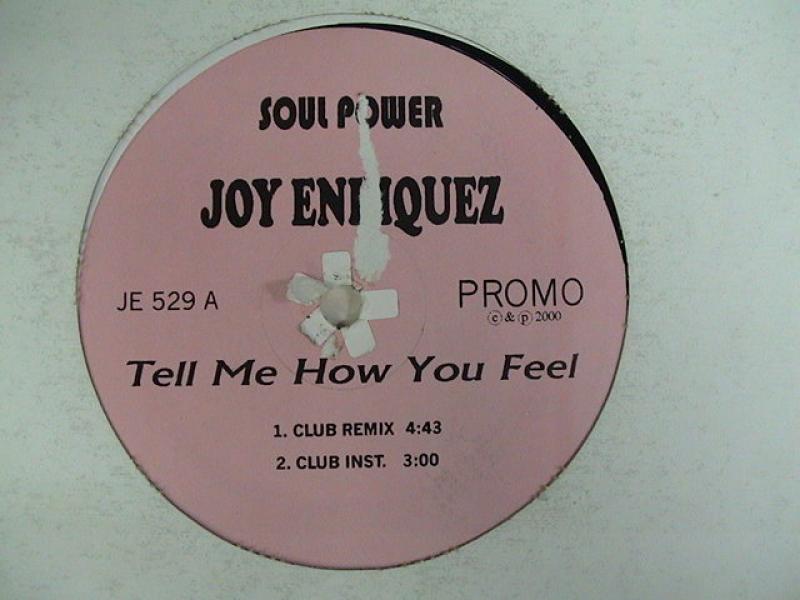 SOUL POWER
JOY ENRIQUEZ
JE 529 A
PROMO
ⓒ & ⓟ 2000
Tell Me How You Feel
1. CLUB REMIX 4:43
2. CLUB INST. 3:00